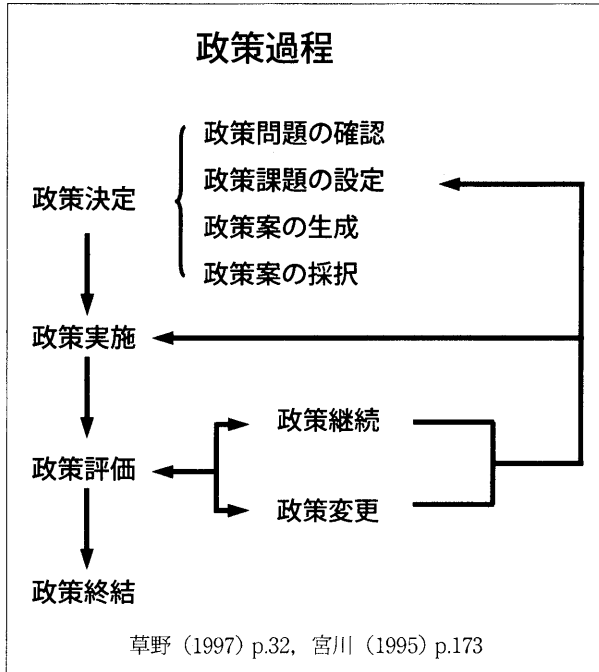 政策過程
政策決定
政策問題の確認
政策課題の設定
政策案の生成
政策案の採択
政策実施
政策評価
政策継続
政策変更
政策終結
草野（1997）p.32，宮川（1995）p.173